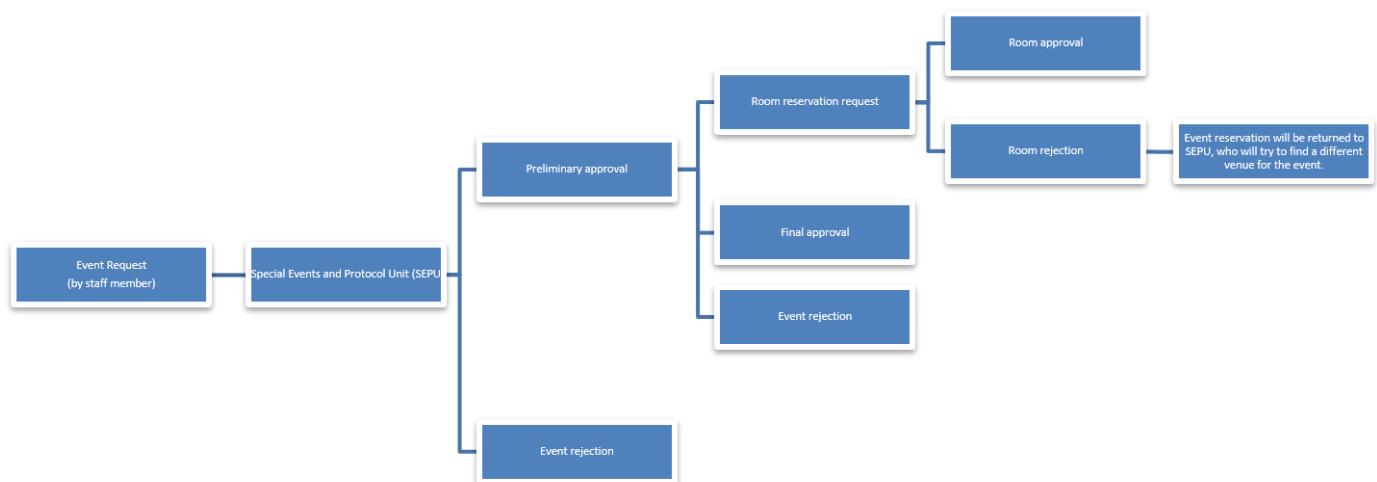 Room approval
Room reservation request
Room rejection
Event reservation will be returned to
SEPU, who will try to find a different
venue for the event.
Preliminary approval
Final approval
Event Request
(by staff member)
Special Events and Protocol Unit (SEPU
Event rejection
Event rejection